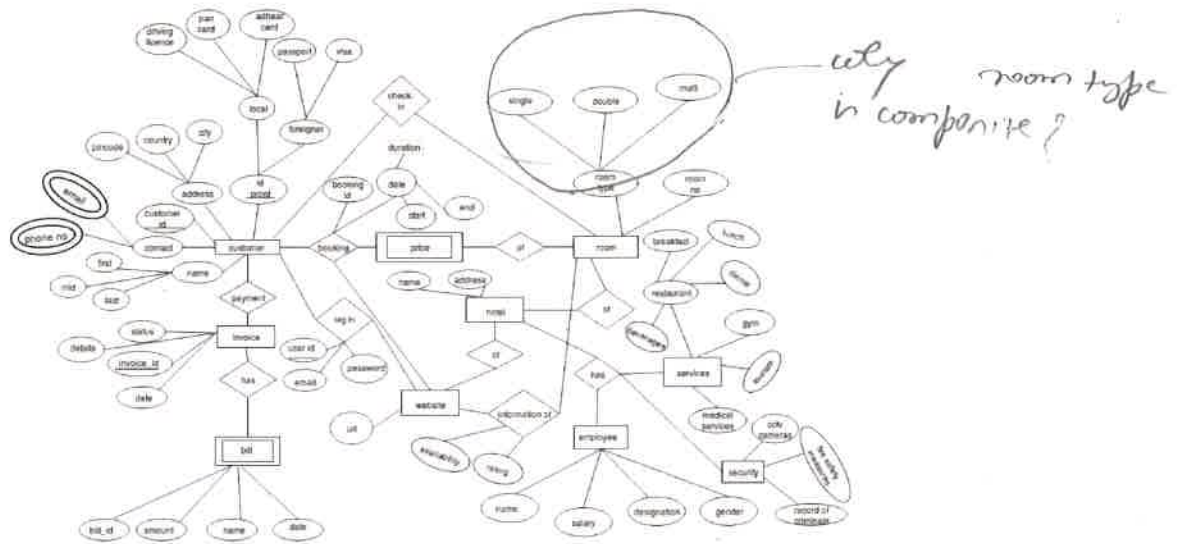 driving
licence
pan
card
adhear
card
passport
visa
local
foreigner
pincode
country
city
address
id
proof
email
phone no
customer
id
contact
customer
name
first
mid
last
check
in
booking
id
duration
date
start
end
booking
price
of
single
double
multi
room
type
room
no
room
why room type
is composite?
payment
status
details
invoice_id
date
invoice
has
bill
bill_id
amount
name
date
log in
user id
email
password
name
address
hotel
of
of
website
url
information of
availability
rating
breakfast
lunch
dinner
restaurant
beverages
gym
services
medical
services
has
employee
name
salary
designation
gender
security
cctv
cameras
fire safety
measures
record of